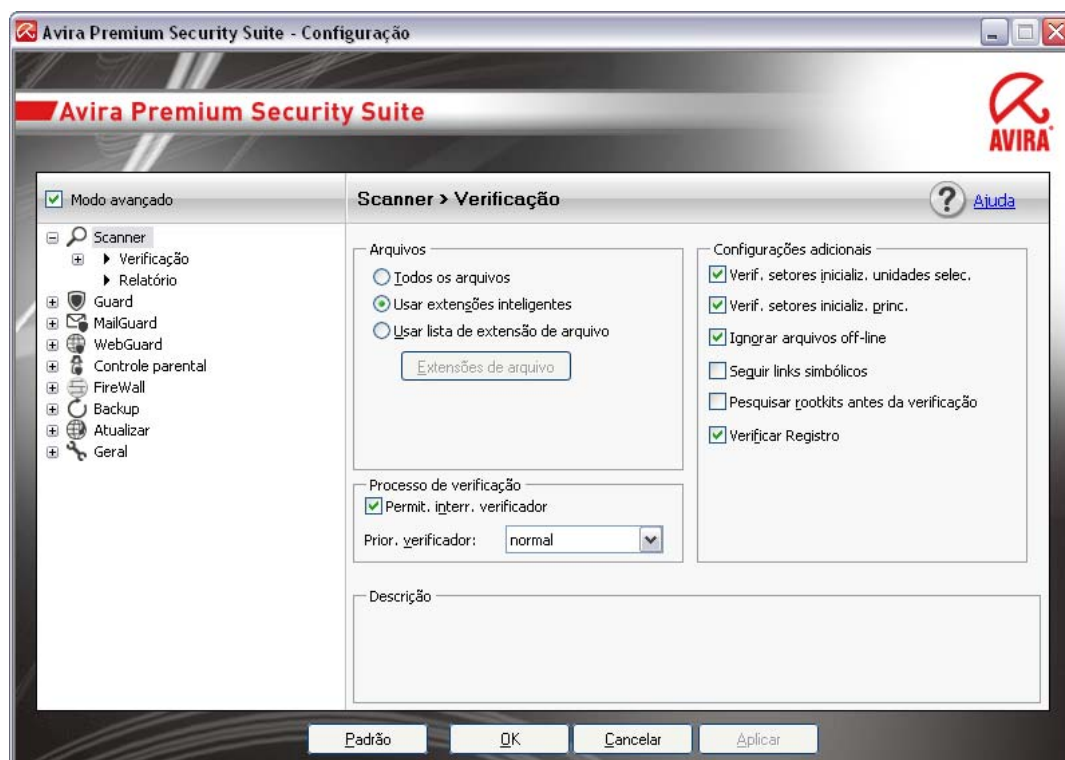 Avira Premium Security Suite - Configuração
Avira Premium Security Suite
AVIRA
Modo avançado
Scanner
Verificação
Relatório
Guard
MailGuard
WebGuard
Controle parental
FireWall
Backup
Atualizar
Geral
Scanner > Verificação
? Ajuda
Arquivos
Todos os arquivos
Usar extensões inteligentes
Usar lista de extensão de arquivo
Extensões de arquivo
Processo de verificação
Permit. interr. verificador
Prior. verificador: normal
Configurações adicionais
Verif. setores inicializ. unidades selec.
Verif. setores inicializ. princ.
Ignorar arquivos off-line
Seguir links simbólicos
Pesquisar rootkits antes da verificação
Verificar Registro
Descrição
Padrão OK Cancelar Aplicar